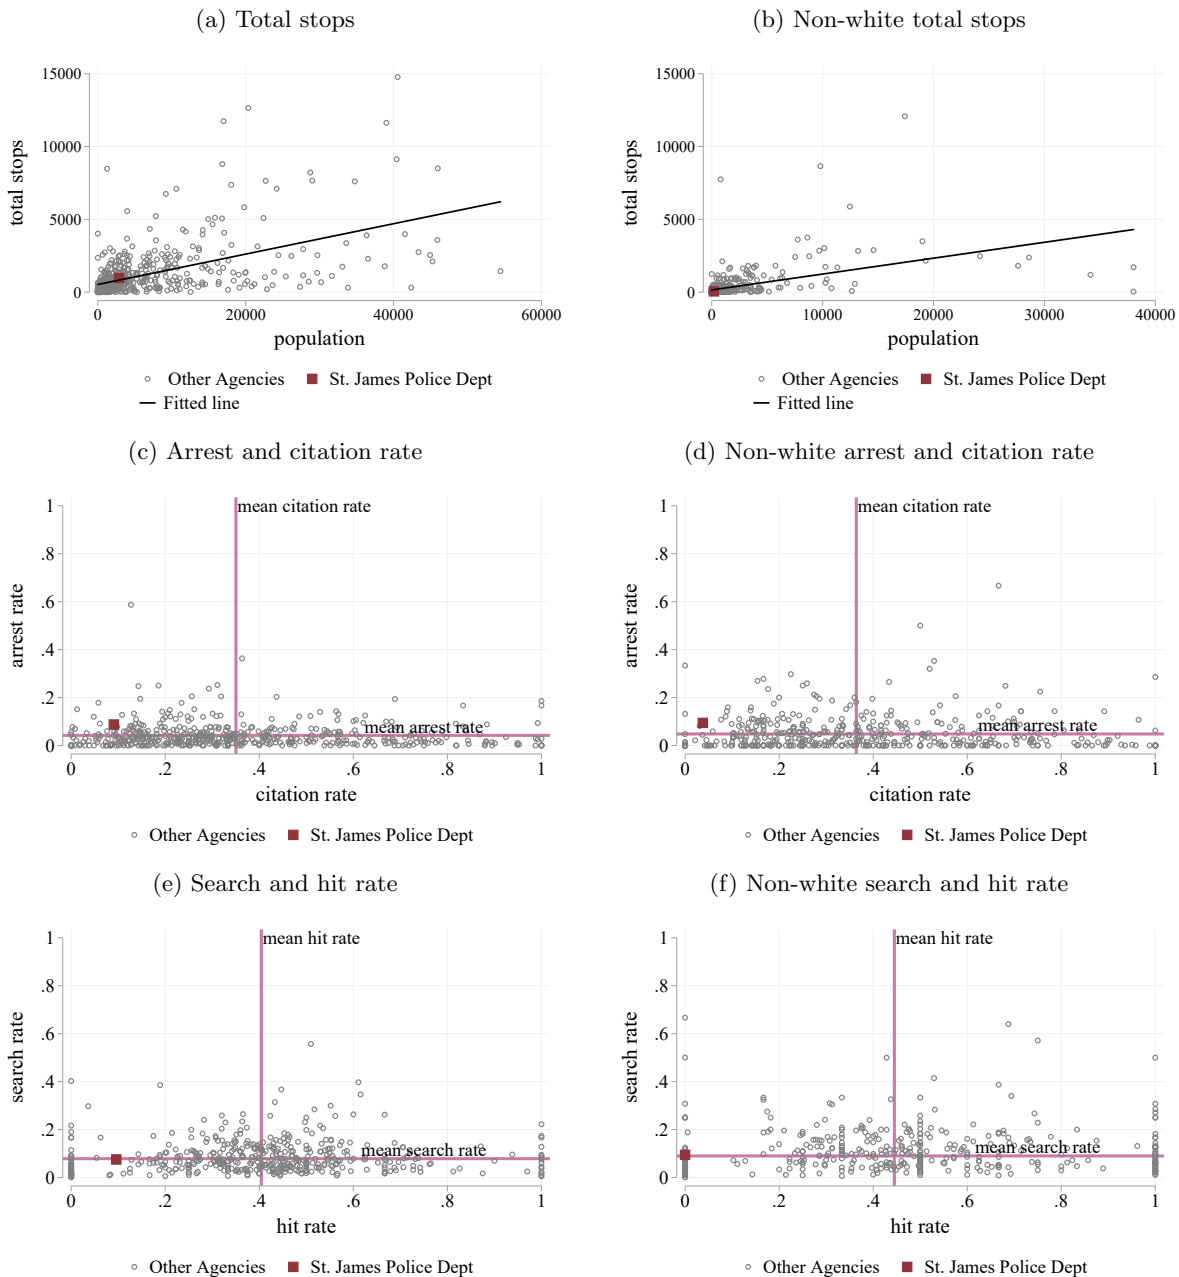 (a) Total stops
(b) Non-white total stops
15000
10000
5000
0
total stops
0 20000 40000 60000
population
Other Agencies St. James Police Dept
Fitted line
15000
10000
5000
0
total stops
0 10000 20000 30000 40000
population
Other Agencies St. James Police Dept
Fitted line
(c) Arrest and citation rate
(d) Non-white arrest and citation rate
1
.8
.6
.4
.2
0
arrest rate
mean citation rate
mean arrest rate
0 .2 .4 .6 .8 1
citation rate
Other Agencies St. James Police Dept
1
.8
.6
.4
.2
0
arrest rate
mean citation rate
mean arrest rate
0 .2 .4 .6 .8 1
citation rate
Other Agencies St. James Police Dept
(e) Search and hit rate
(f) Non-white search and hit rate
1
.8
.6
.4
.2
0
search rate
mean hit rate
mean search rate
0 .2 .4 .6 .8 1
hit rate
Other Agencies St. James Police Dept
1
.8
.6
.4
.2
0
search rate
mean hit rate
mean search rate
0 .2 .4 .6 .8 1
hit rate
Other Agencies St. James Police Dept